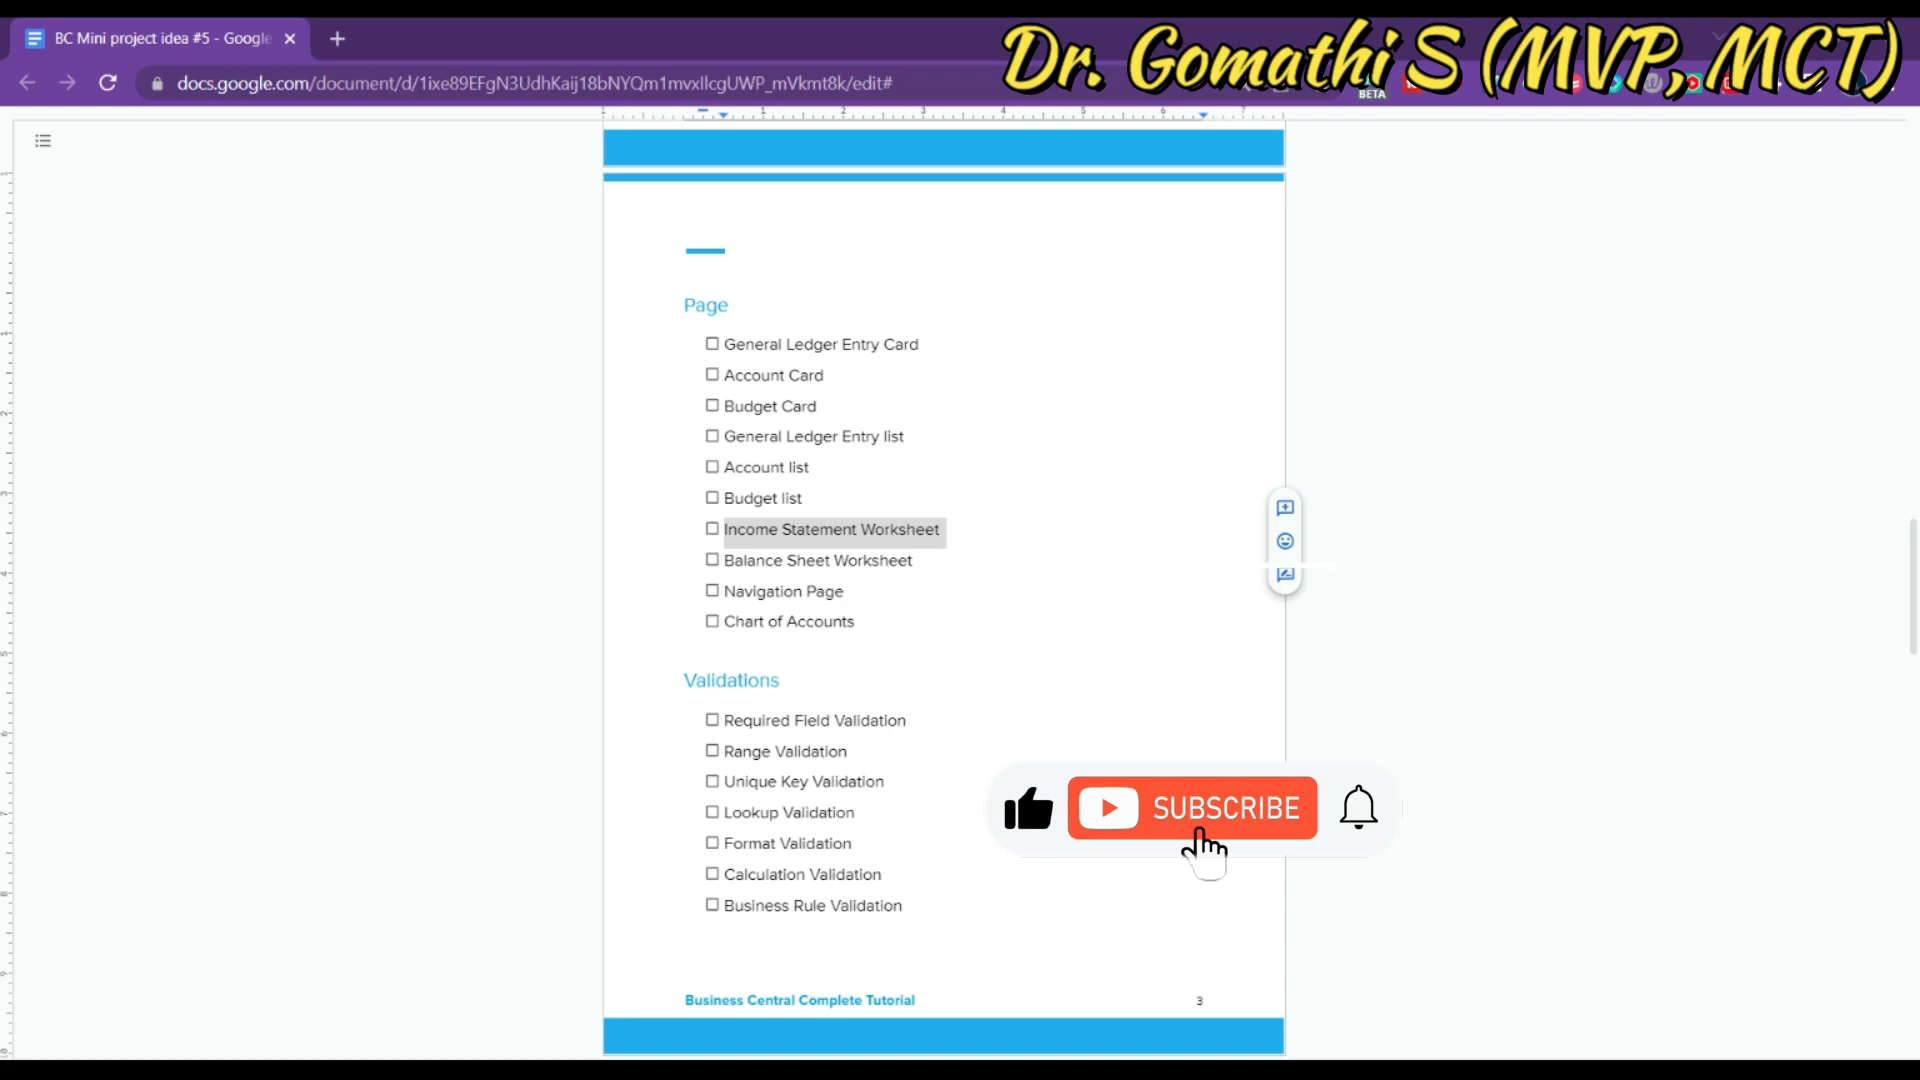 BC Mini project idea #5 - Google
Dr. Gomathi S (MVP, MCT)
docs.google.com/document/d/1ixe89EFgN3UdhKaij18bNYQm1mvxIlcgUWP_mVkmt8k/edit#
BETA
Page
General Ledger Entry Card
Account Card
Budget Card
General Ledger Entry list
Account list
Budget list
Income Statement Worksheet
Balance Sheet Worksheet
Navigation Page
Chart of Accounts
Validations
Required Field Validation
Range Validation
Unique Key Validation
Lookup Validation
SUBSCRIBE
Format Validation
Calculation Validation
Business Rule Validation
Business Central Complete Tutorial
3